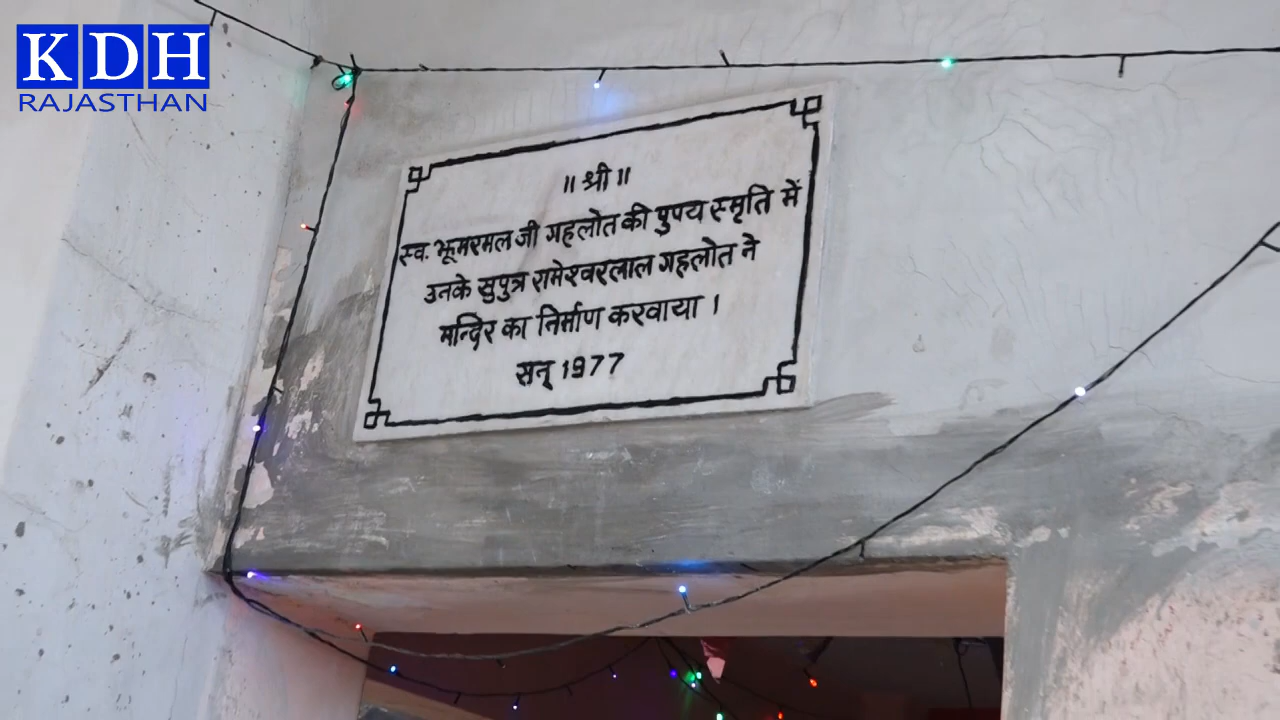 KDH
RAJASTHAN
॥ श्री ॥
स्व. झूमरमल जी गहलोत की पुण्य स्मृति में
उनके सुपुत्र रामेश्वरलाल गहलोत ने
मन्दिर का निर्माण करवाया ।
सन् 1977